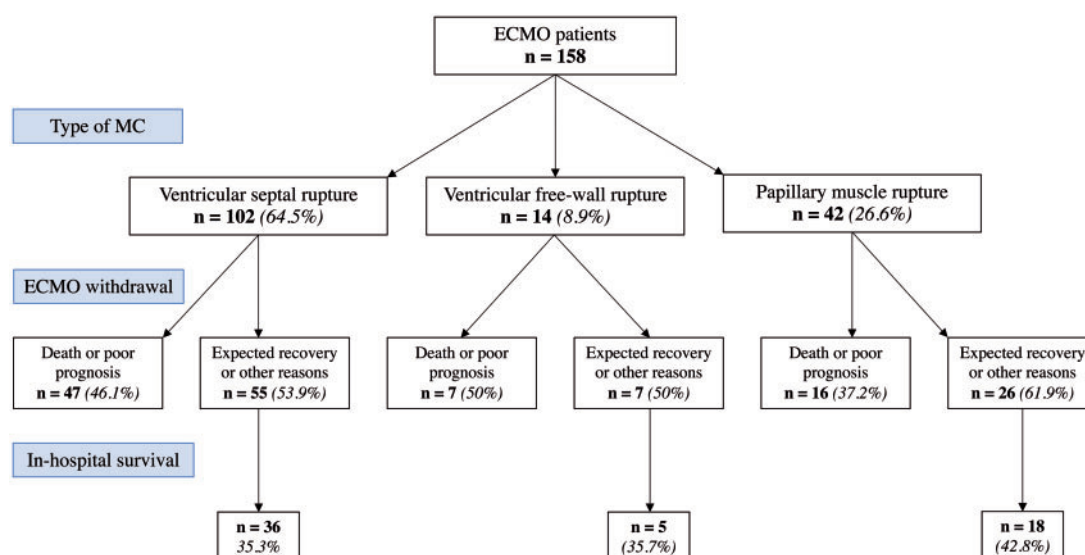 ECMO patients
n = 158
Type of MC
Ventricular septal rupture
n = 102 (64.5%)
Ventricular free-wall rupture
n = 14 (8.9%)
Papillary muscle rupture
n = 42 (26.6%)
ECMO withdrawal
Death or poor
prognosis
n = 47 (46.1%)
Expected recovery
or other reasons
n = 55 (53.9%)
Death or poor
prognosis
n = 7 (50%)
Expected recovery
or other reasons
n = 7 (50%)
Death or poor
prognosis
n = 16 (37.2%)
Expected recovery
or other reasons
n = 26 (61.9%)
In-hospital survival
n = 36
35.3%
n = 5
(35.7%)
n = 18
(42.8%)